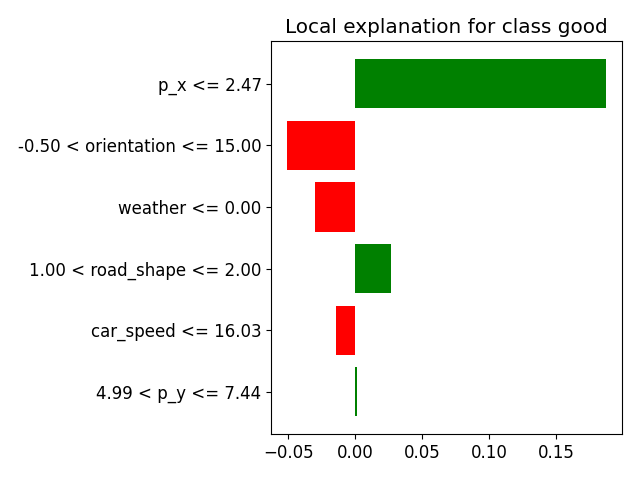 Local explanation for class good
p_x <= 2.47
-0.50 < orientation <= 15.00
weather <= 0.00
1.00 < road_shape <= 2.00
car_speed <= 16.03
4.99 < p_y <= 7.44
−0.05 0.00 0.05 0.10 0.15